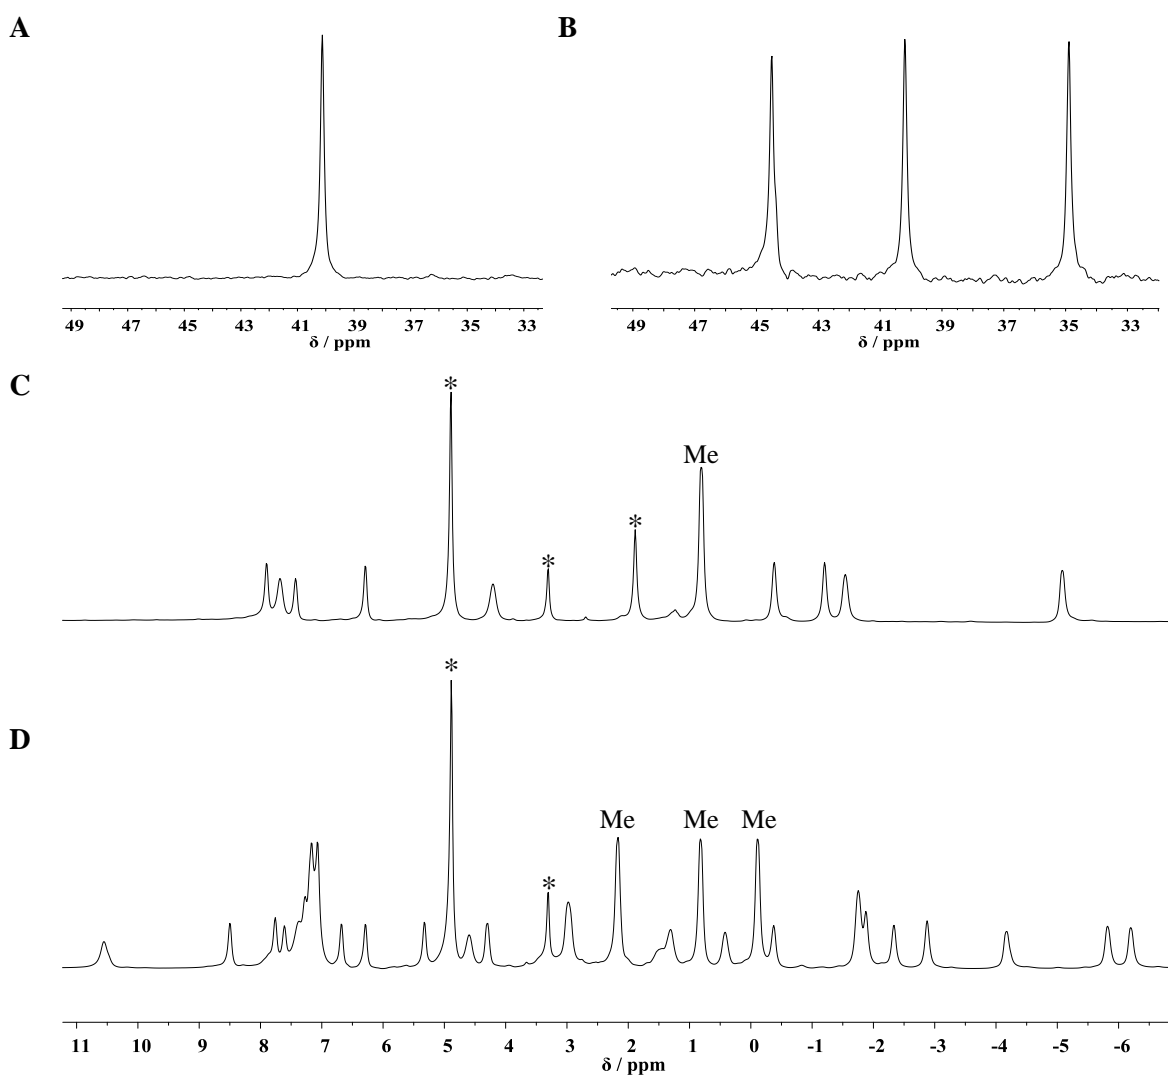 A B
49 47 45 43 41 39 37 35 33 49 47 45 43 41 39 37 35 33
δ / ppm δ / ppm
C
*
Me
*
*
*
D
Me Me Me
*
11 10 9 8 7 6 5 4 3 2 1 0 -1 -2 -3 -4 -5 -6
δ / ppm